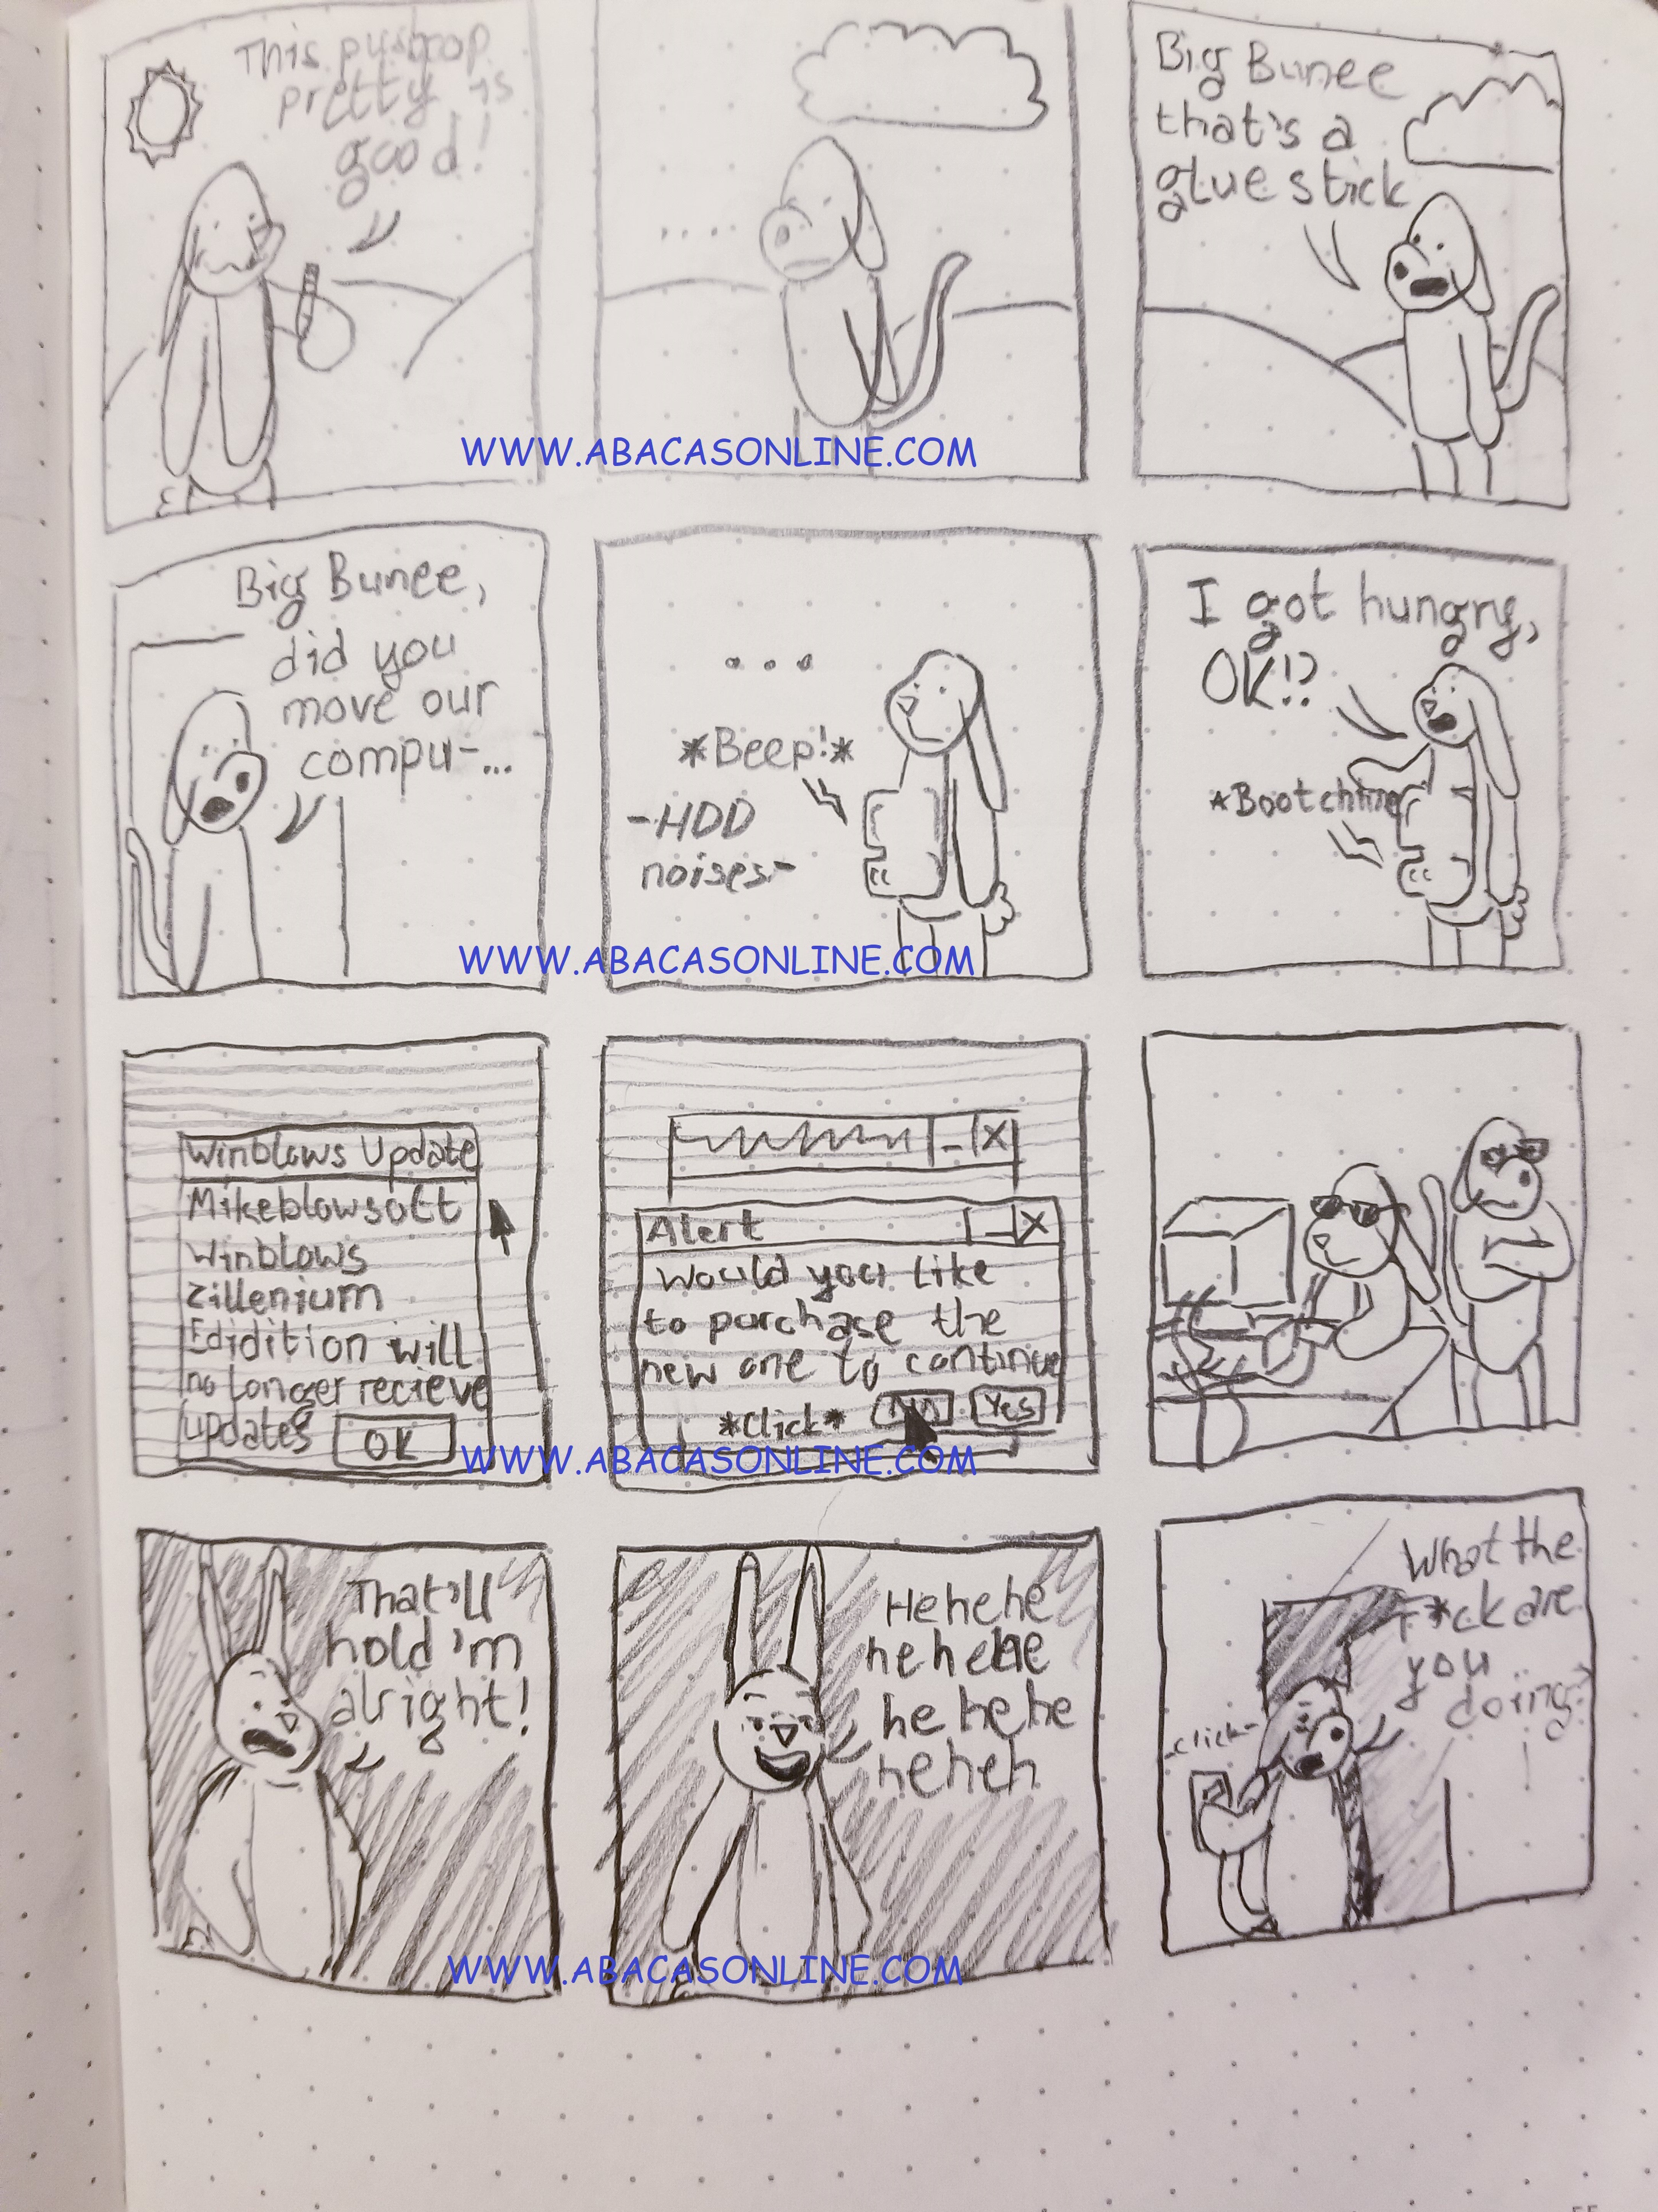 This pushpop
pretty is
good!
.....
Big Bunee
that's a
glue stick
WWW.ABACASONLINE.COM
Big Bunee,
did you
move our
compu-...
...
*Beep!*
-HDD
noises-
I got hungry,
OK!?
*Bootchime
WWW.ABACASONLINE.COM
Winblows Update
Mikeblowsoft
Winblows
Zillenium
Edidition will
no longer recieve
updates
OK
_ X
Alert _ X
Would you like
to purchase the
new one to continue
*Click* No Yes
WWW.ABACASONLINE.COM
That'll
hold 'm
alright!
Hehehe
hehehe
hehehe
heheh
What the
F*ck are
you
doing?
-click-
WWW.ABACASONLINE.COM